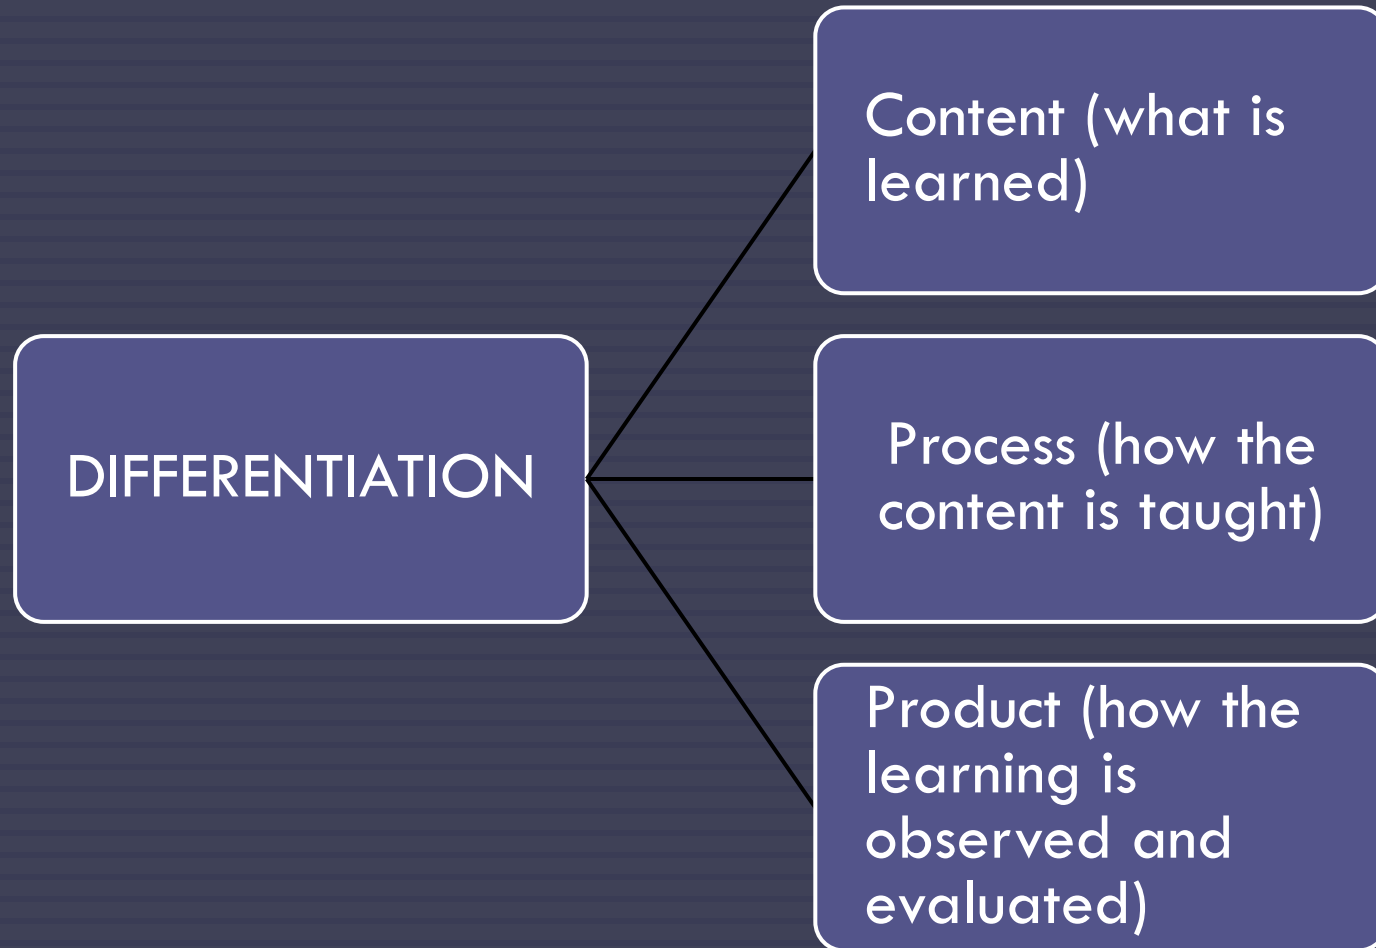 Content (what is
learned)
DIFFERENTIATION
Process (how the
content is taught)
Product (how the
learning is
observed and
evaluated)